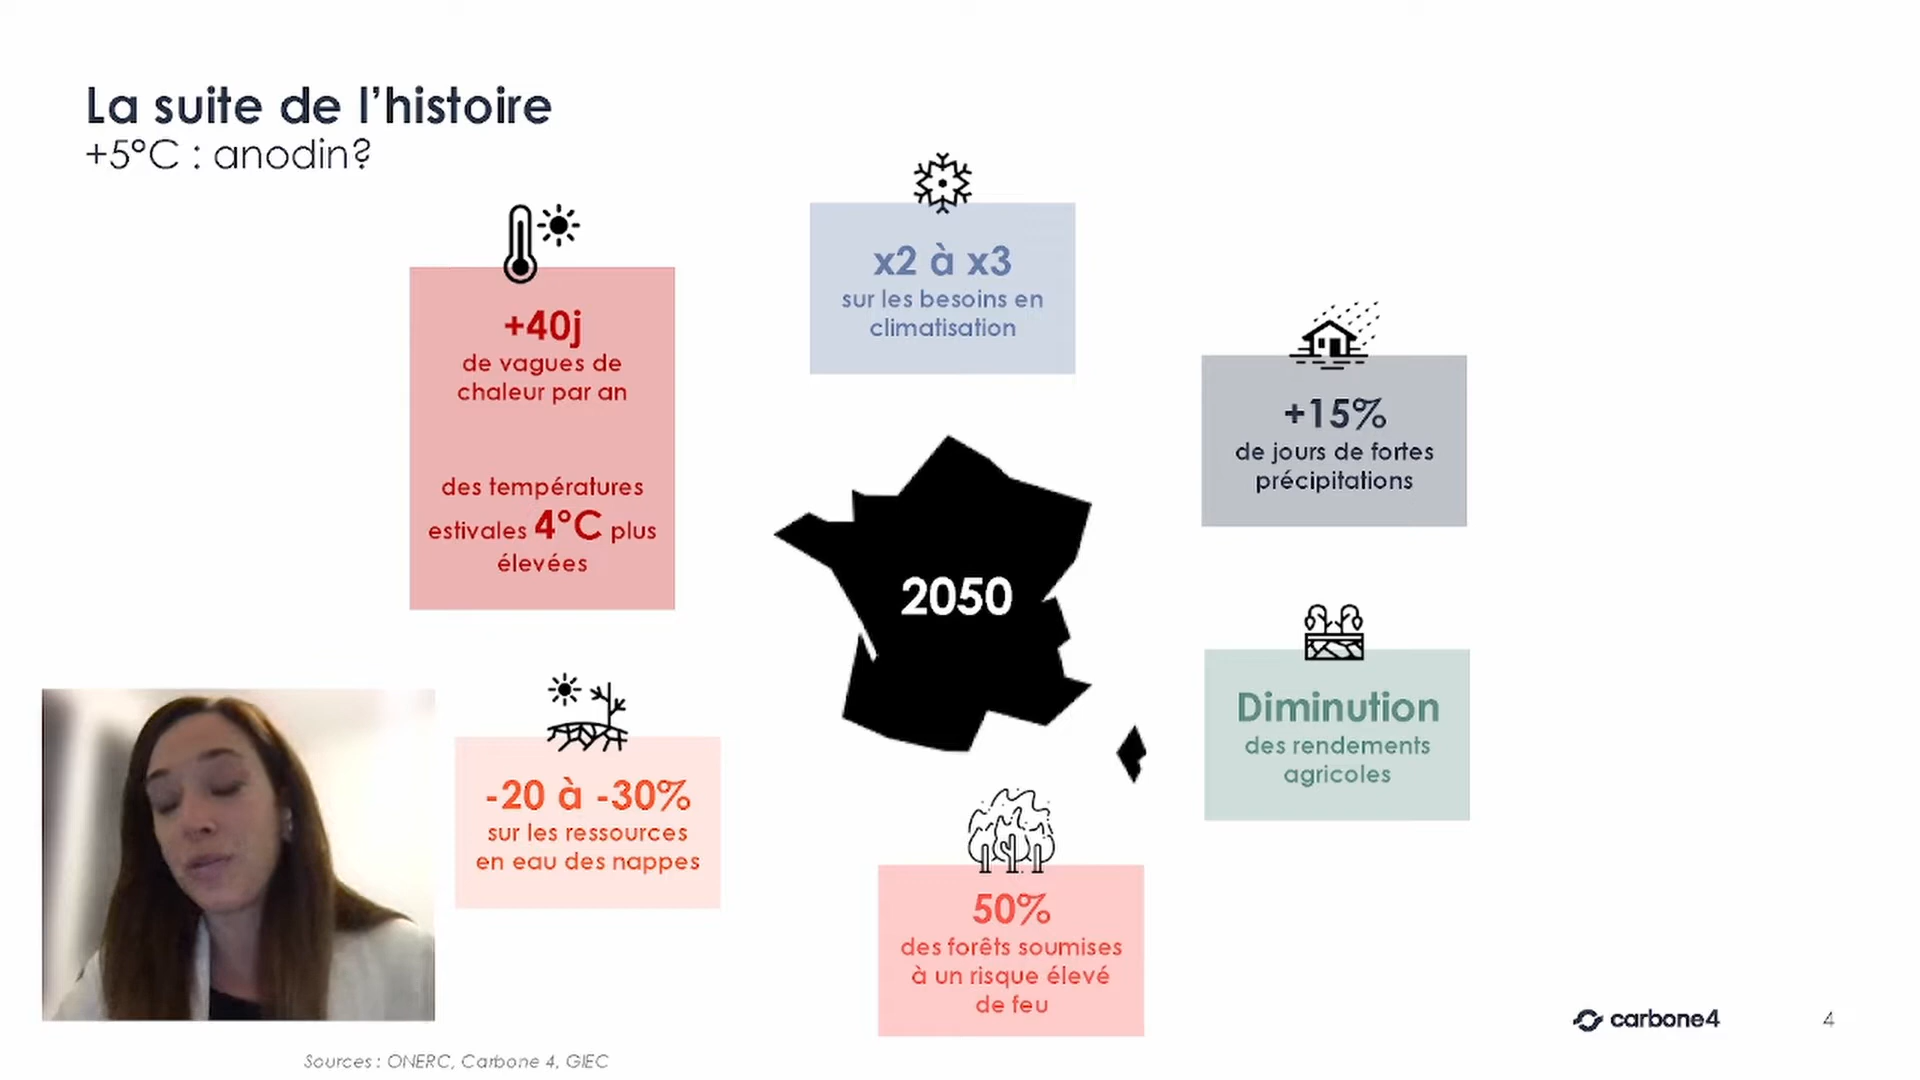 La suite de l'histoire
+5°C : anodin?
+40j
de vagues de
chaleur par an
des températures
estivales 4°C plus
élevées
x2 à x3
sur les besoins en
climatisation
+15%
de jours de fortes
précipitations
2050
Diminution
des rendements
agricoles
-20 à -30%
sur les ressources
en eau des nappes
50%
des forêts soumises
à un risque élevé
de feu
carbone4
4
Sources : ONERC, Carbone 4, GIEC